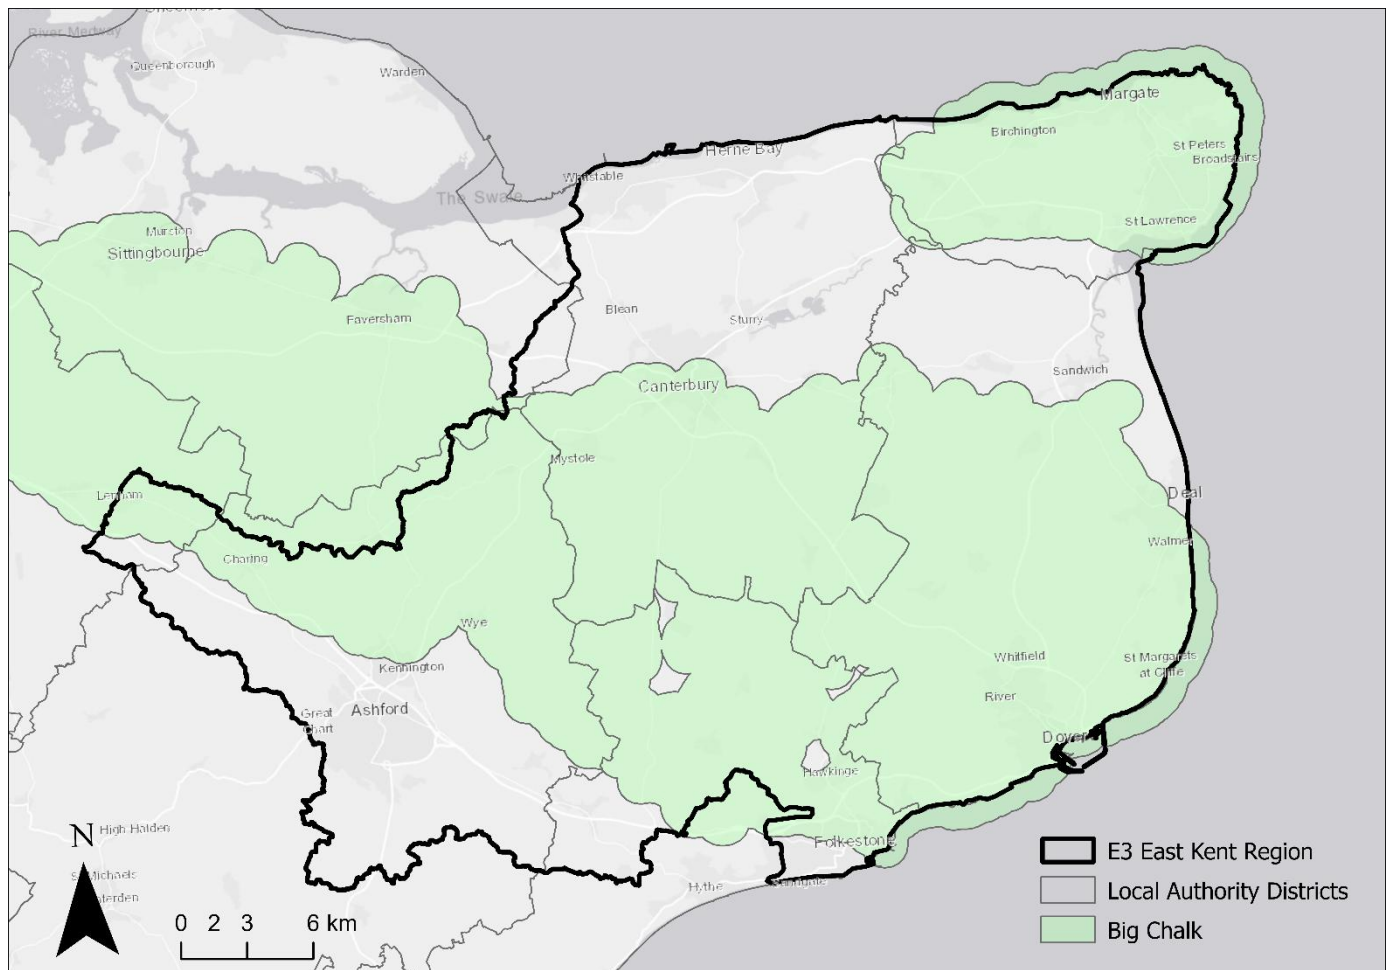 River Medway
Queenborough
Warden
Margate
Birchington
St Peters
Broadstairs
Herne Bay
Whitstable
The Swale
St Lawrence
Murston
Sittingbourne
Faversham
Blean
Sturry
Sandwich
Canterbury
Mystole
Lenham
Deal
Walmer
Charing
Wye
Whitfield
St Margarets
at Cliffe
Kennington
River
Ashford
Great
Chart
Dover
Hawkinge
N
High Halden
Folkestone
Hythe
Sandgate
Michaels
0 2 3 6 km
E3 East Kent Region
Local Authority Districts
Big Chalk